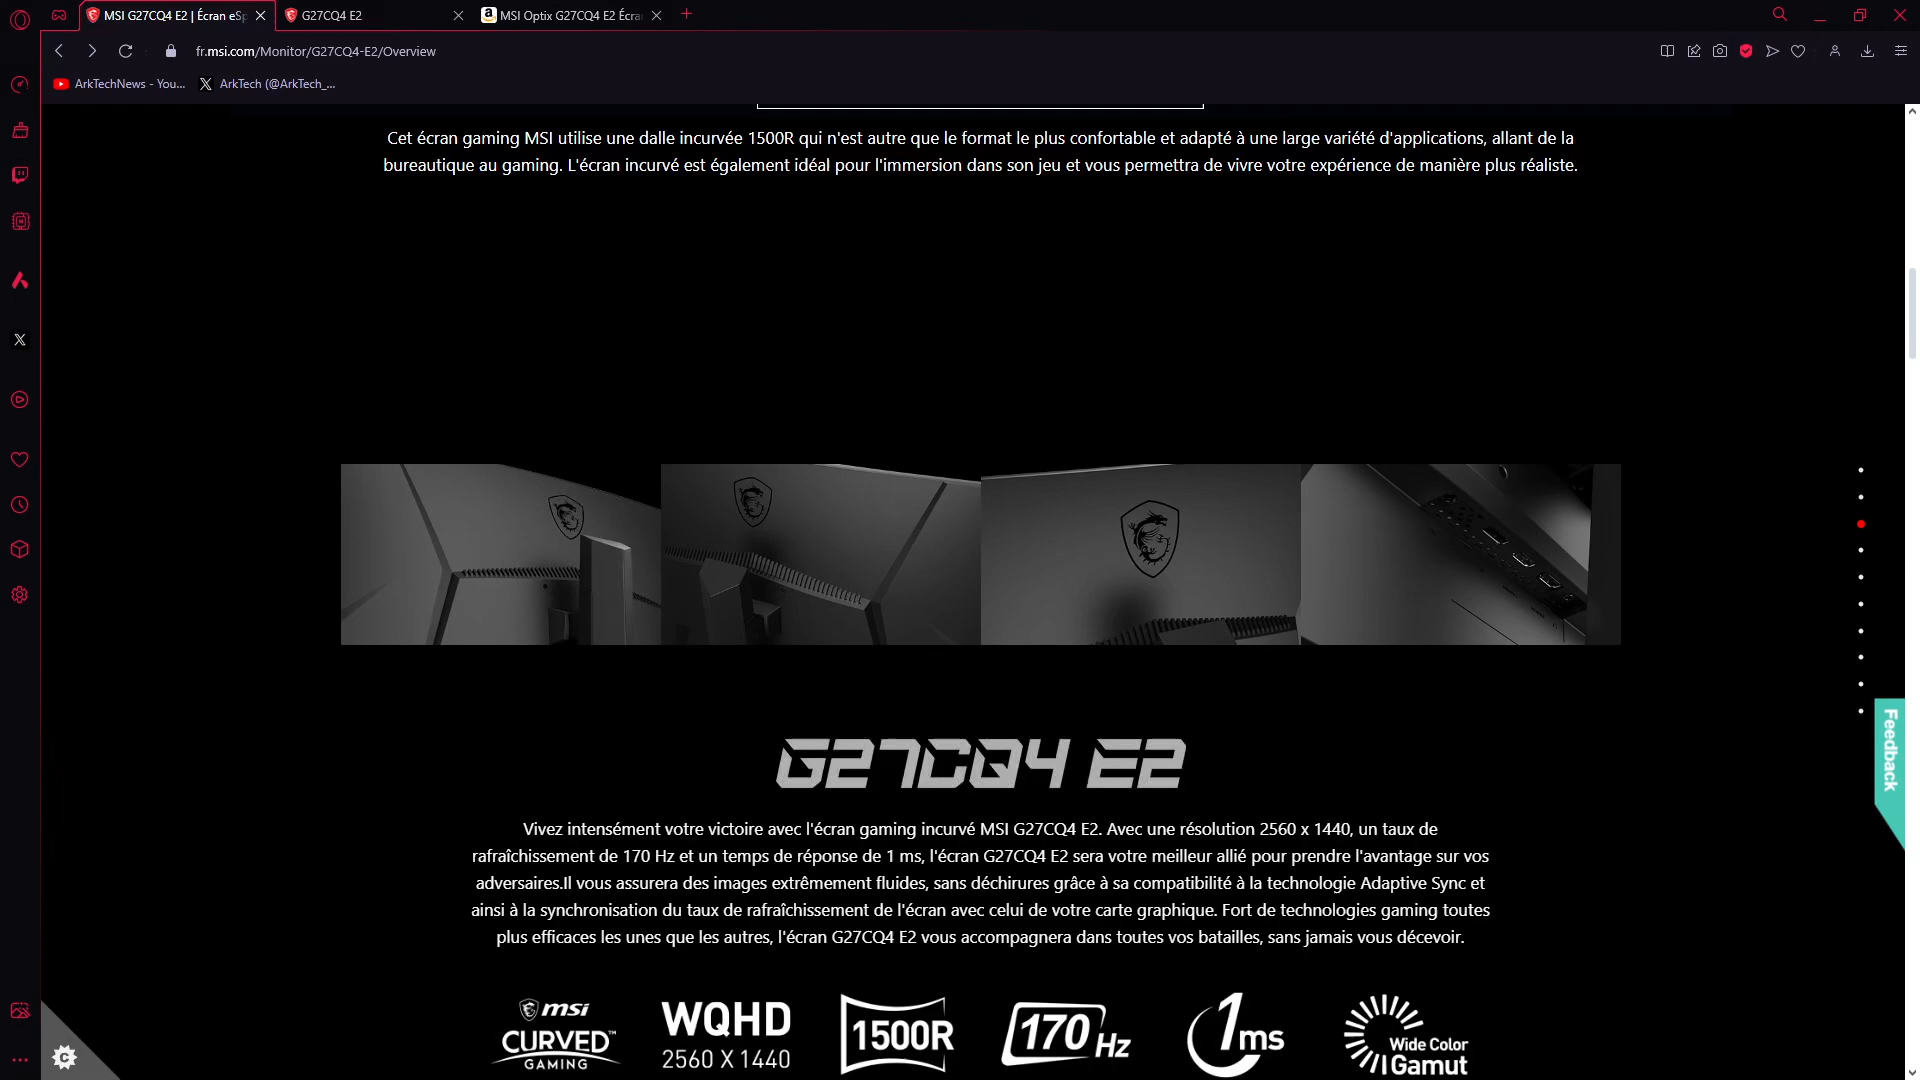 MSI G27CQ4 E2 | Écran eSp
G27CQ4 E2
MSI Optix G27CQ4 E2 Écra
fr.msi.com/Monitor/G27CQ4-E2/Overview
ArkTechNews - You...
ArkTech (@ArkTech_...
Cet écran gaming MSI utilise une dalle incurvée 1500R qui n'est autre que le format le plus confortable et adapté à une large variété d'applications, allant de la
bureautique au gaming. L'écran incurvé est également idéal pour l'immersion dans son jeu et vous permettra de vivre votre expérience de manière plus réaliste.
Feedback
G27CQ4 E2
Vivez intensément votre victoire avec l'écran gaming incurvé MSI G27CQ4 E2. Avec une résolution 2560 x 1440, un taux de
rafraîchissement de 170 Hz et un temps de réponse de 1 ms, l'écran G27CQ4 E2 sera votre meilleur allié pour prendre l'avantage sur vos
adversaires.Il vous assurera des images extrêmement fluides, sans déchirures grâce à sa compatibilité à la technologie Adaptive Sync et
ainsi à la synchronisation du taux de rafraîchissement de l'écran avec celui de votre carte graphique. Fort de technologies gaming toutes
plus efficaces les unes que les autres, l'écran G27CQ4 E2 vous accompagnera dans toutes vos batailles, sans jamais vous décevoir.
msi
CURVED™
GAMING
WQHD
2560 X 1440
1500R
170 Hz
1ms
Wide Color
Gamut